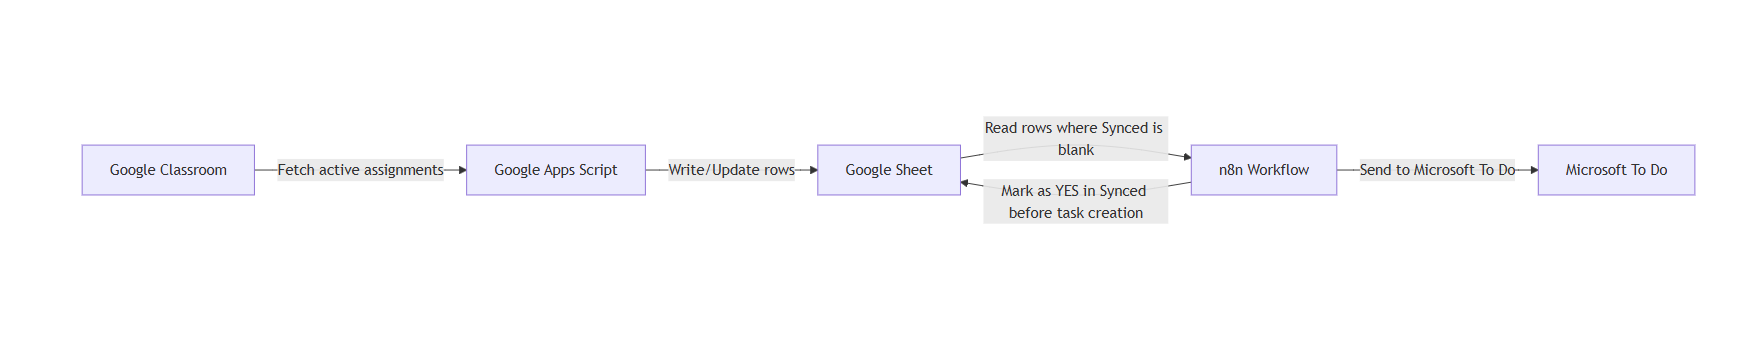 Google Classroom
Fetch active assignments
Google Apps Script
Write/Update rows
Google Sheet
Read rows where Synced is
blank
Mark as YES in Synced
before task creation
n8n Workflow
Send to Microsoft To Do
Microsoft To Do